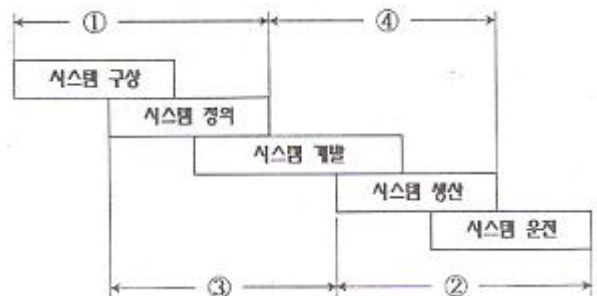 ① ④
시스템 구상
시스템 정의
시스템 개발
시스템 생산
시스템 운전
③ ②